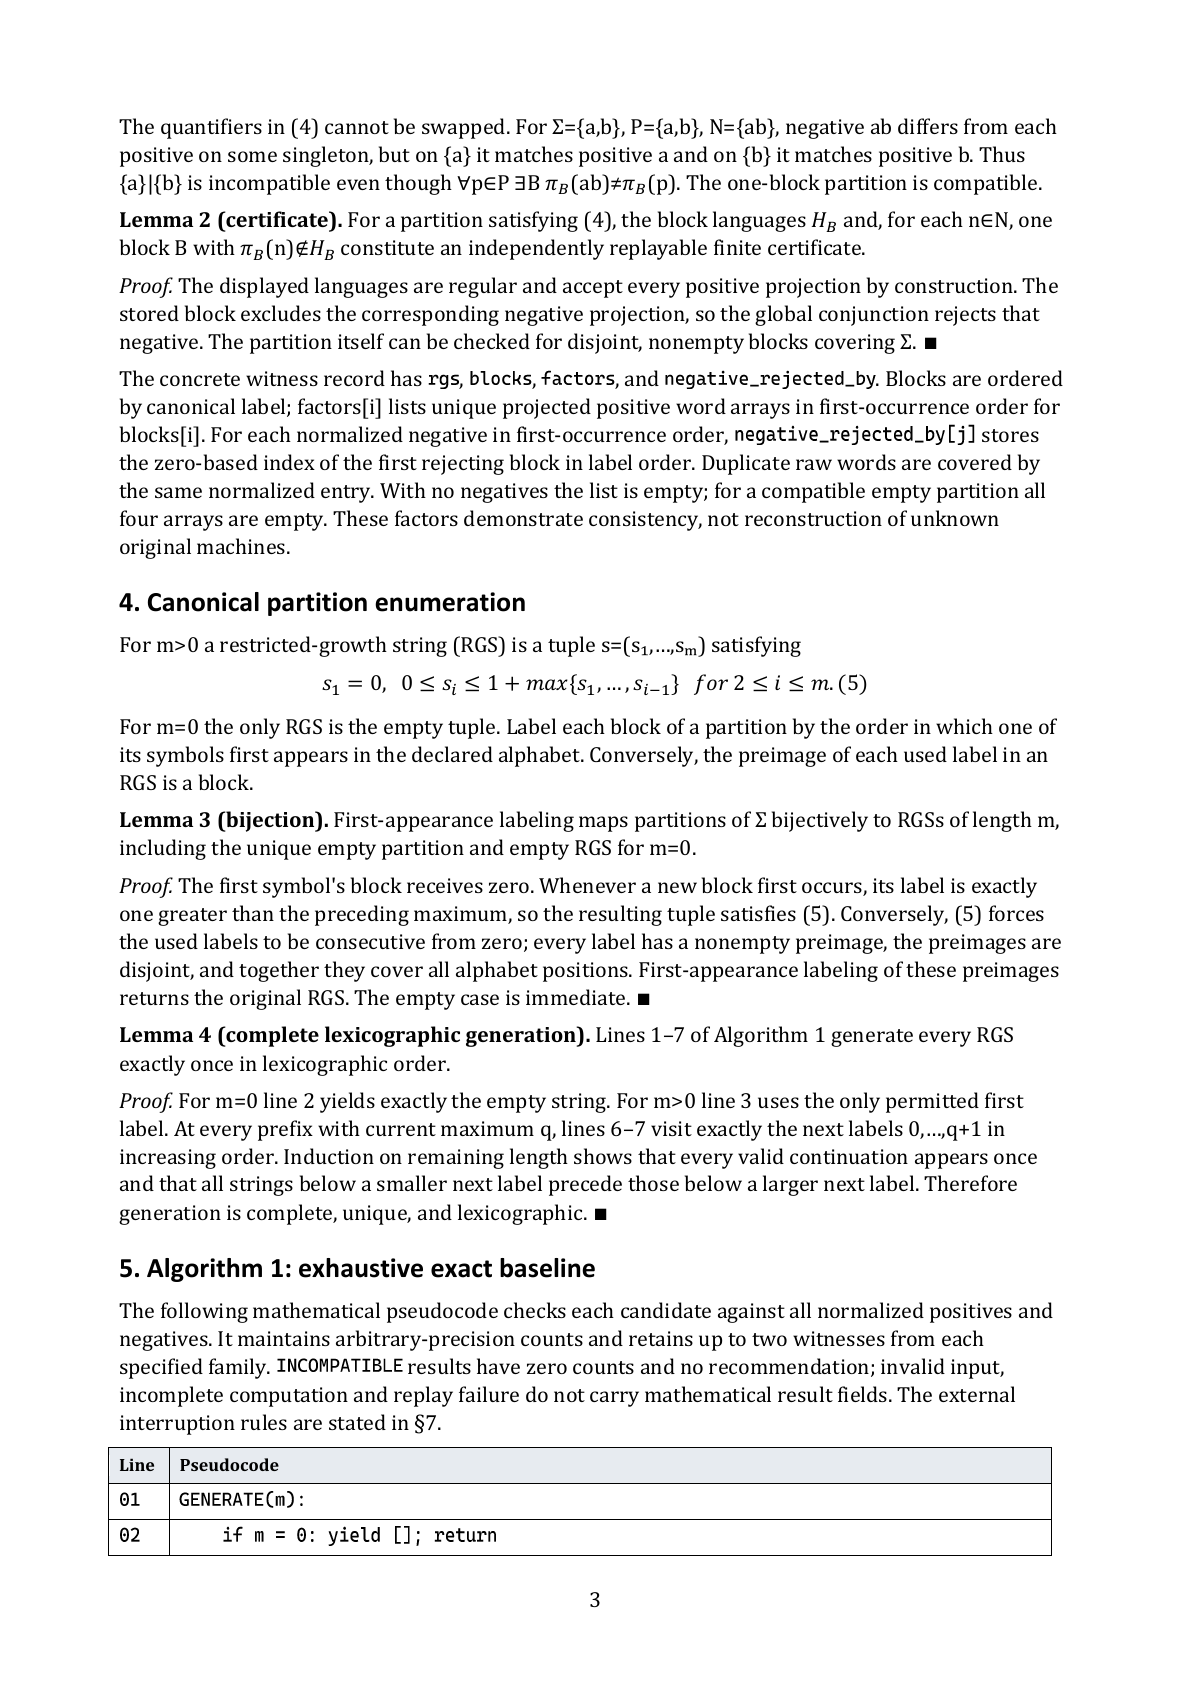 The quantifiers in (4) cannot be swapped. For Σ={a,b}, P={a,b}, N={ab}, negative ab differs from each
positive on some singleton, but on {a} it matches positive a and on {b} it matches positive b. Thus
{a}|{b} is incompatible even though ∀p∈P ∃B π_B(ab)≠π_B(p). The one-block partition is compatible.
Lemma 2 (certificate). For a partition satisfying (4), the block languages H_B and, for each n∈N, one
block B with π_B(n)∉H_B constitute an independently replayable finite certificate.
Proof. The displayed languages are regular and accept every positive projection by construction. The
stored block excludes the corresponding negative projection, so the global conjunction rejects that
negative. The partition itself can be checked for disjoint, nonempty blocks covering Σ. ■
The concrete witness record has rgs, blocks, factors, and negative_rejected_by. Blocks are ordered
by canonical label; factors[i] lists unique projected positive word arrays in first-occurrence order for
blocks[i]. For each normalized negative in first-occurrence order, negative_rejected_by[j] stores
the zero-based index of the first rejecting block in label order. Duplicate raw words are covered by
the same normalized entry. With no negatives the list is empty; for a compatible empty partition all
four arrays are empty. These factors demonstrate consistency, not reconstruction of unknown
original machines.
4. Canonical partition enumeration
For m>0 a restricted-growth string (RGS) is a tuple s=(s₁,…,sₘ) satisfying
s₁ = 0, 0 ≤ sᵢ ≤ 1 + max{s₁, … , sᵢ₋₁} for 2 ≤ i ≤ m. (5)
For m=0 the only RGS is the empty tuple. Label each block of a partition by the order in which one of
its symbols first appears in the declared alphabet. Conversely, the preimage of each used label in an
RGS is a block.
Lemma 3 (bijection). First-appearance labeling maps partitions of Σ bijectively to RGSs of length m,
including the unique empty partition and empty RGS for m=0.
Proof. The first symbol's block receives zero. Whenever a new block first occurs, its label is exactly
one greater than the preceding maximum, so the resulting tuple satisfies (5). Conversely, (5) forces
the used labels to be consecutive from zero; every label has a nonempty preimage, the preimages are
disjoint, and together they cover all alphabet positions. First-appearance labeling of these preimages
returns the original RGS. The empty case is immediate. ■
Lemma 4 (complete lexicographic generation). Lines 1–7 of Algorithm 1 generate every RGS
exactly once in lexicographic order.
Proof. For m=0 line 2 yields exactly the empty string. For m>0 line 3 uses the only permitted first
label. At every prefix with current maximum q, lines 6–7 visit exactly the next labels 0,…,q+1 in
increasing order. Induction on remaining length shows that every valid continuation appears once
and that all strings below a smaller next label precede those below a larger next label. Therefore
generation is complete, unique, and lexicographic. ■
5. Algorithm 1: exhaustive exact baseline
The following mathematical pseudocode checks each candidate against all normalized positives and
negatives. It maintains arbitrary-precision counts and retains up to two witnesses from each
specified family. INCOMPATIBLE results have zero counts and no recommendation; invalid input,
incomplete computation and replay failure do not carry mathematical result fields. The external
interruption rules are stated in §7.
Line Pseudocode
01 GENERATE(m):
02 if m = 0: yield []; return
3